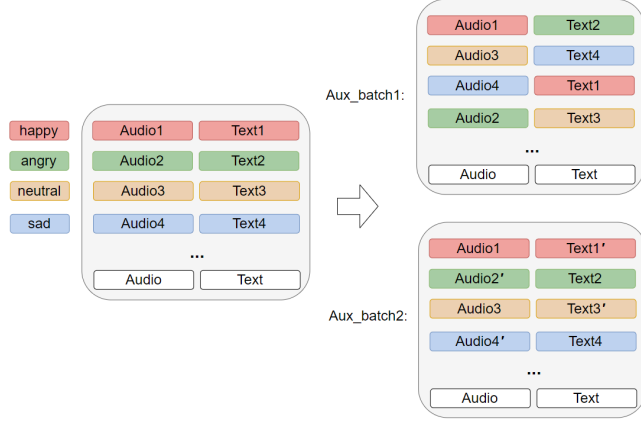 happy Audio1 Text1
angry Audio2 Text2
neutral Audio3 Text3
sad Audio4 Text4
...
Audio Text
Aux_batch1:
Audio1 Text2
Audio3 Text4
Audio4 Text1
Audio2 Text3
...
Audio Text
Aux_batch2:
Audio1 Text1′
Audio2′ Text2
Audio3 Text3′
Audio4′ Text4
...
Audio Text